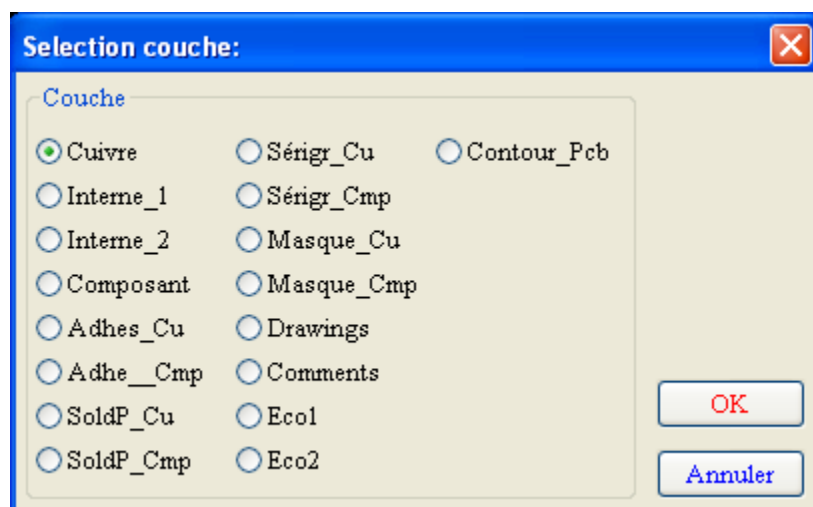 Selection couche:
Couche
Cuivre Sérigr_Cu Contour_Pcb
Interne_1 Sérigr_Cmp
Interne_2 Masque_Cu
Composant Masque_Cmp
Adhes_Cu Drawings
Adhe__Cmp Comments
SoldP_Cu Eco1
SoldP_Cmp Eco2
OK
Annuler